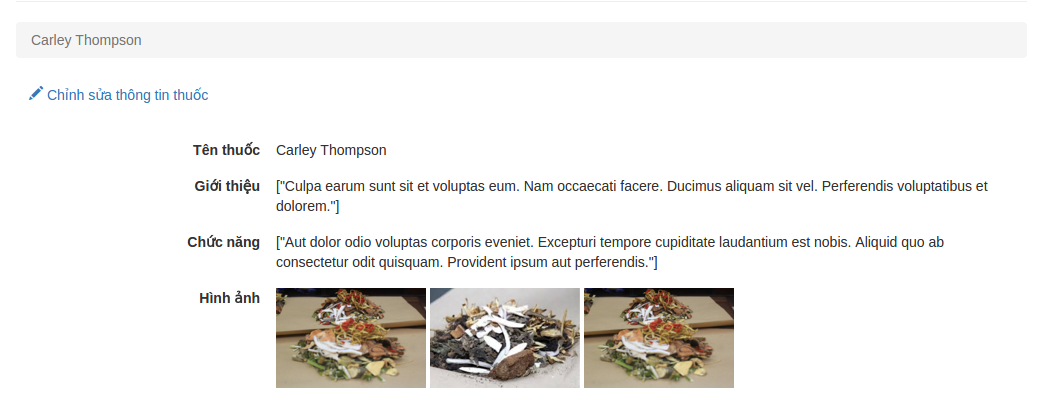 Carley Thompson
Chỉnh sửa thông tin thuốc
Tên thuốc Carley Thompson
Giới thiệu ["Culpa earum sunt sit et voluptas eum. Nam occaecati facere. Ducimus aliquam sit vel. Perferendis voluptatibus et
dolorem."]
Chức năng ["Aut dolor odio voluptas corporis eveniet. Excepturi tempore cupiditate laudantium est nobis. Aliquid quo ab
consectetur odit quisquam. Provident ipsum aut perferendis."]
Hình ảnh